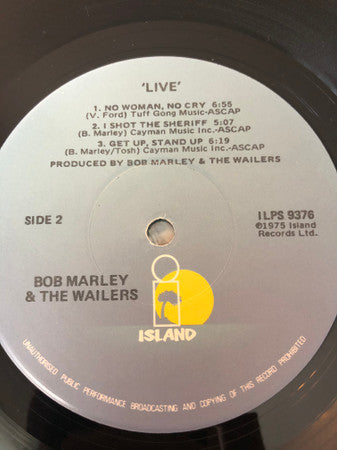 'LIVE'
1. NO WOMAN, NO CRY 6:55
(V. Ford) Tuff Gong Music-ASCAP
2. I SHOT THE SHERIFF 5:07
(B. Marley) Cayman Music Inc.-ASCAP
3. GET UP, STAND UP 6:19
(B. Marley/Tosh) Cayman Music Inc.-ASCAP
PRODUCED BY BOB MARLEY & THE WAILERS
SIDE 2
ILPS 9376
℗1975 Island
Records Ltd.
BOB MARLEY
& THE WAILERS
ISLAND
UNAUTHORISED PUBLIC PERFORMANCE BROADCASTING AND COPYING OF THIS RECORD PROHIBITED